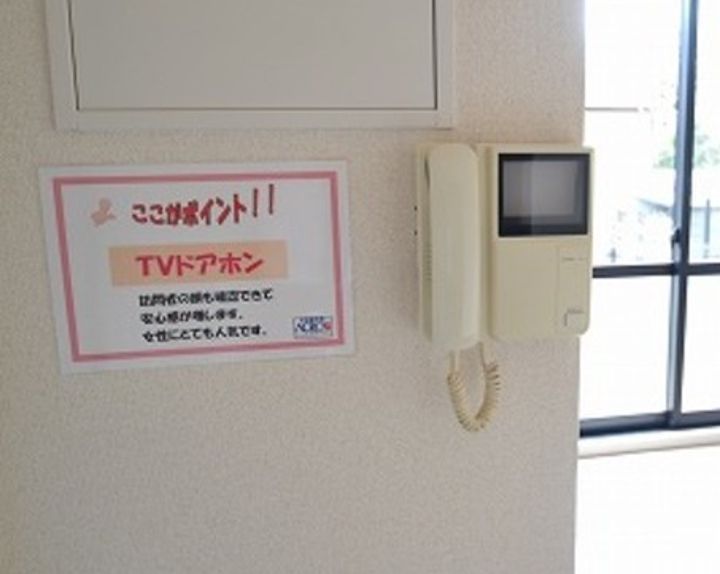 ここがポイント!!
TVドアホン
訪問者の顔も確認できて
安心感が増します。
女性にとても人気です。